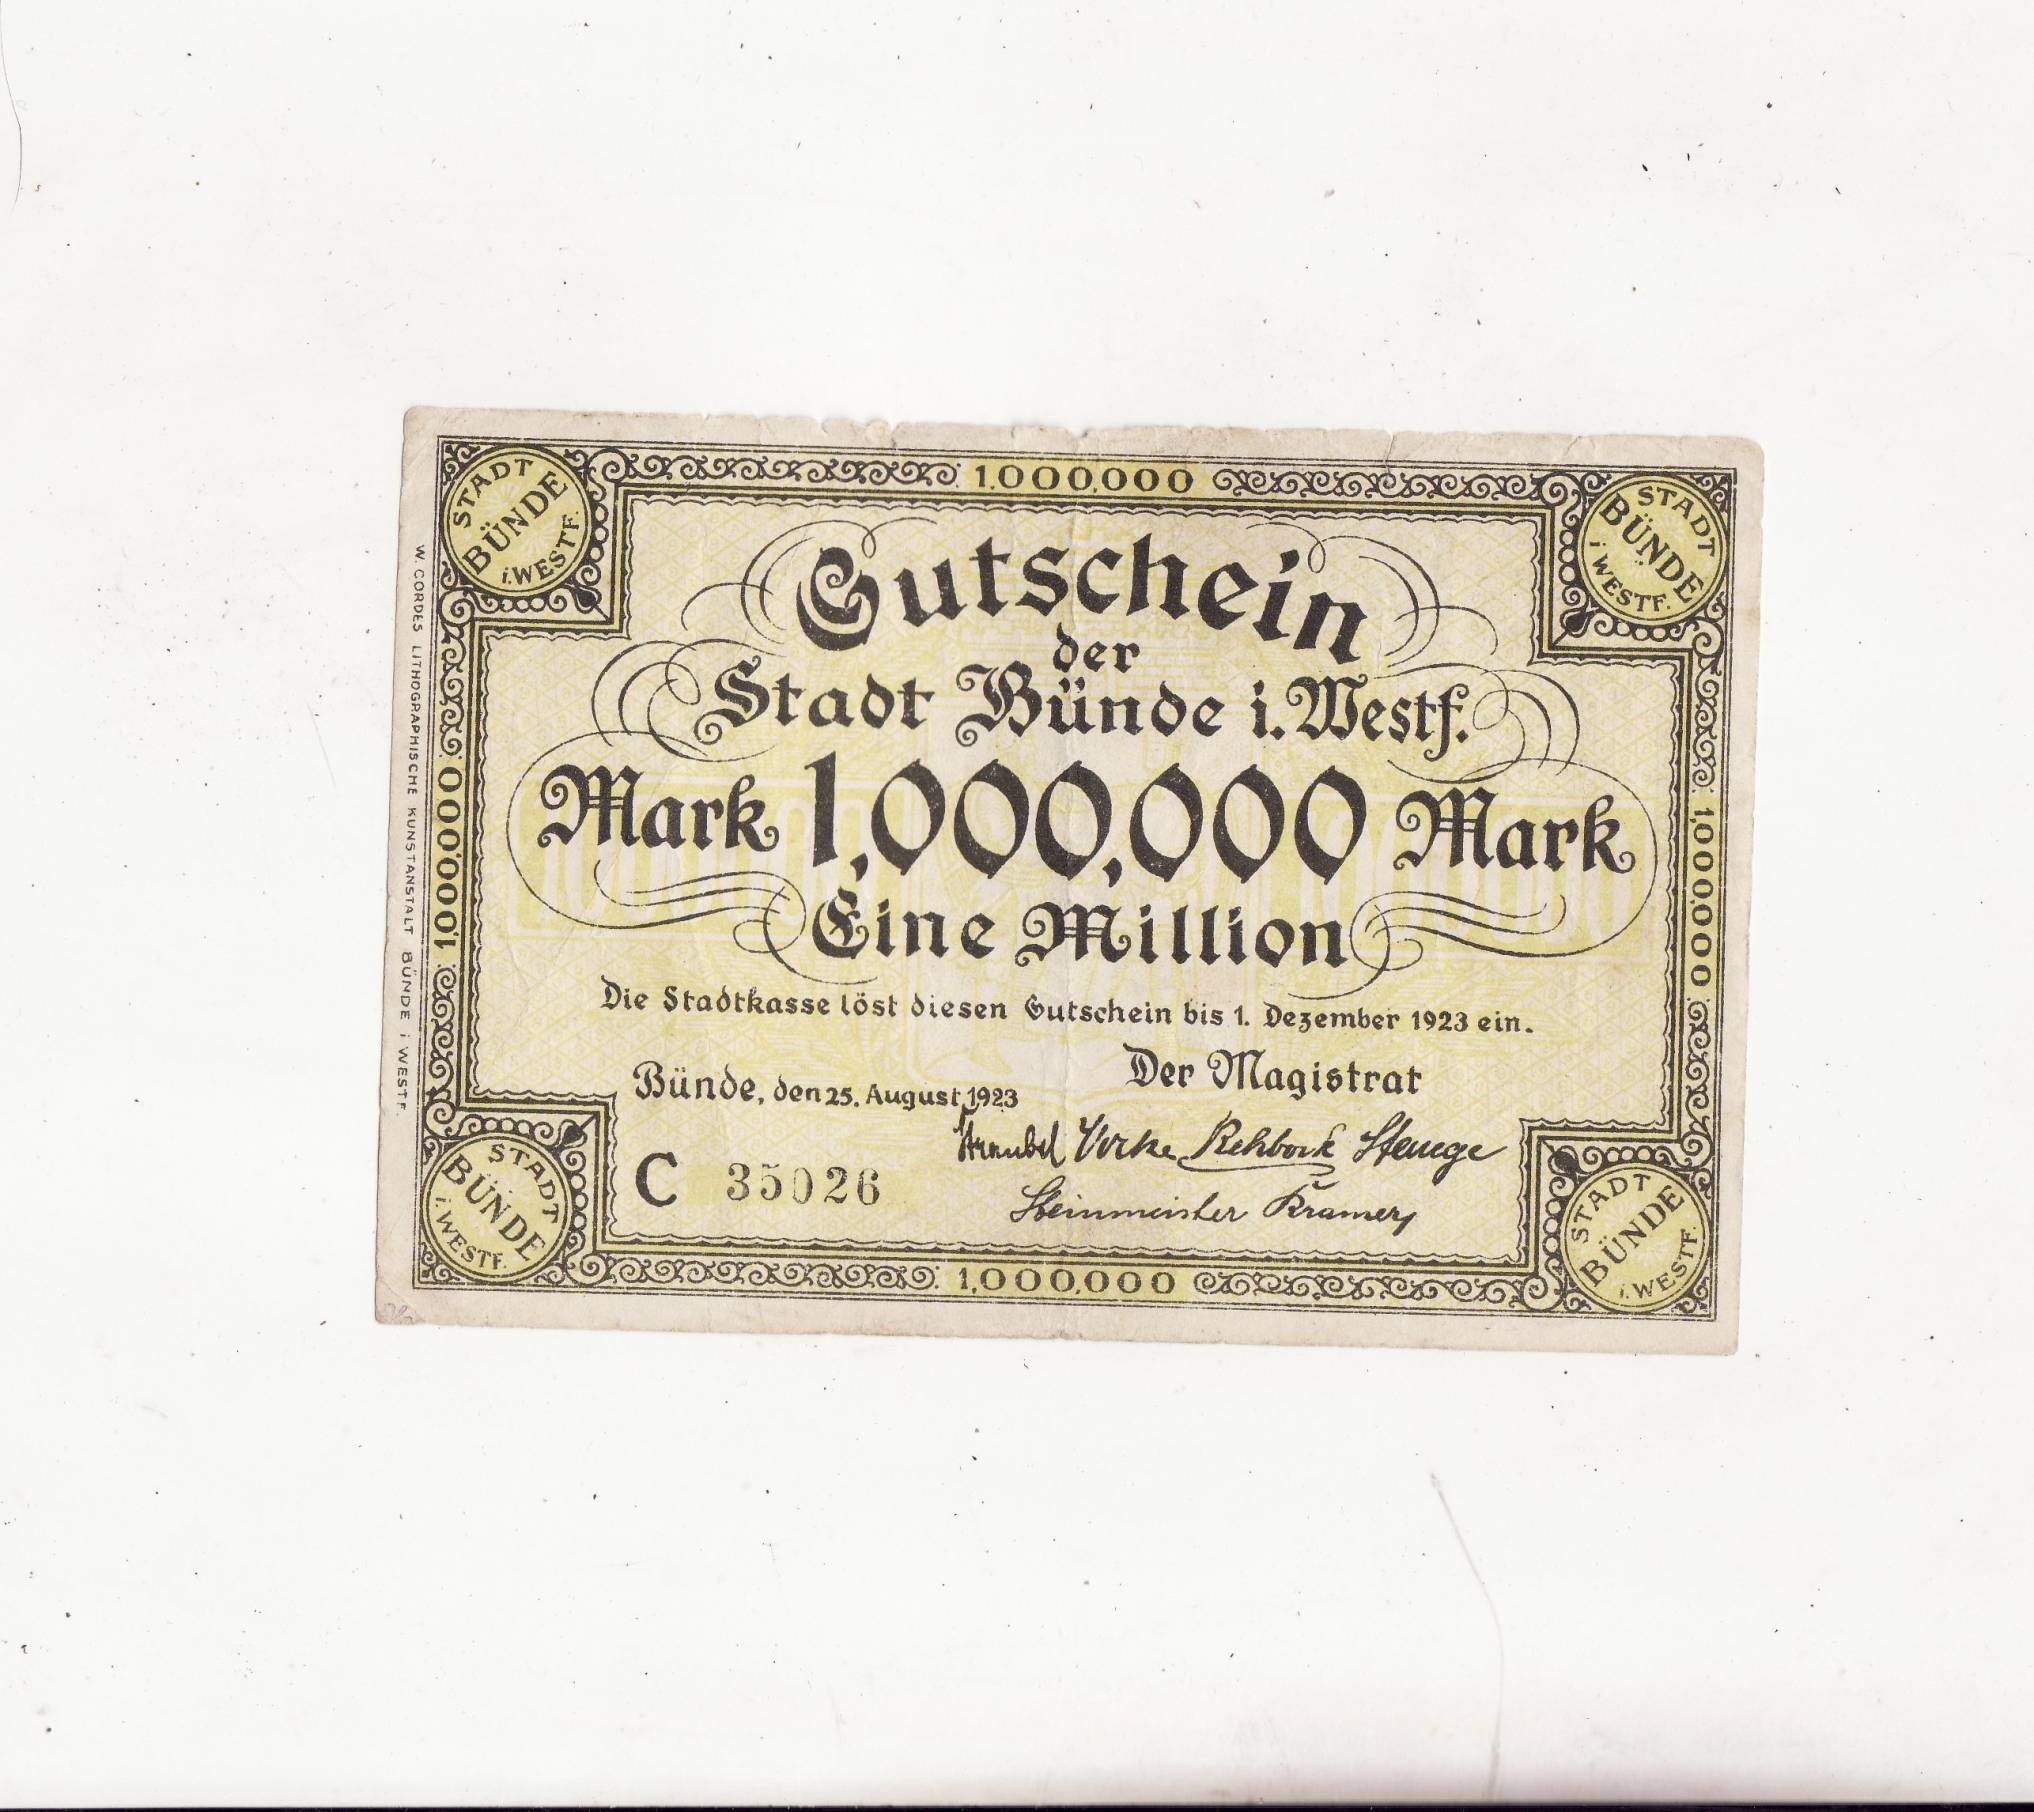 STADT BÜNDE i. WESTF.
1.000,000
STADT BÜNDE i. WESTF.
Gutschein
der
Stadt Bünde i. Westf.
Mark 1,000,000 Mark
Eine Million
Die Stadtkasse löst diesen Gutschein bis 1. Dezember 1923 ein.
Bünde, den 25. August 1923
Der Magistrat
Rehbock
Steinmeister Kramer
C 35026
1.000.000
1,000,000
W. CORDES LITHOGRAPHISCHE KUNSTANSTALT BÜNDE i WESTF.
STADT BÜNDE i. WESTF.
1,000,000
STADT BÜNDE i. WESTF.